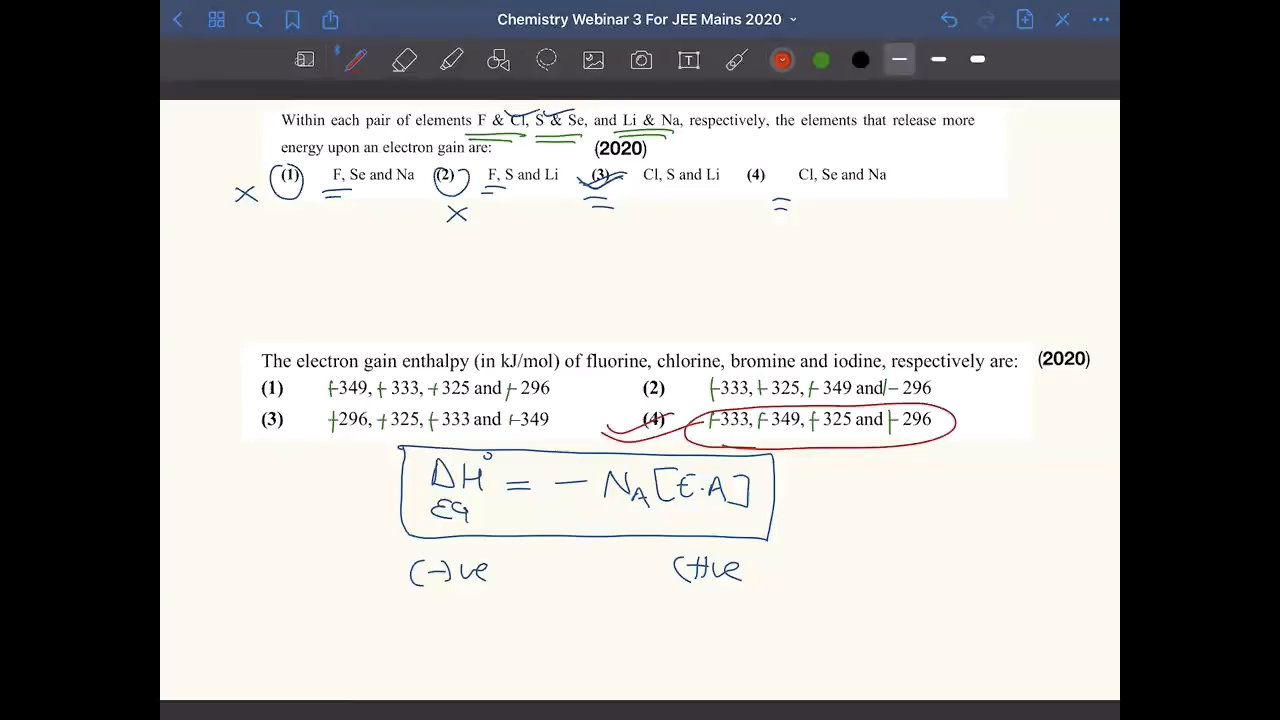 Chemistry Webinar 3 For JEE Mains 2020
T
Within each pair of elements F & Cl, S & Se, and Li & Na, respectively, the elements that release more
energy upon an electron gain are: (2020)
(1) F, Se and Na (2) F, S and Li (3) Cl, S and Li (4) Cl, Se and Na
The electron gain enthalpy (in kJ/mol) of fluorine, chlorine, bromine and iodine, respectively are: (2020)
(1) -349, -333, -325 and -296 (2) -333, -325, -349 and -296
(3) -296, -325, -333 and -349 (4) -333, -349, -325 and -296
ΔH°EG = - NA [E.A]
(-)ve (+)ve